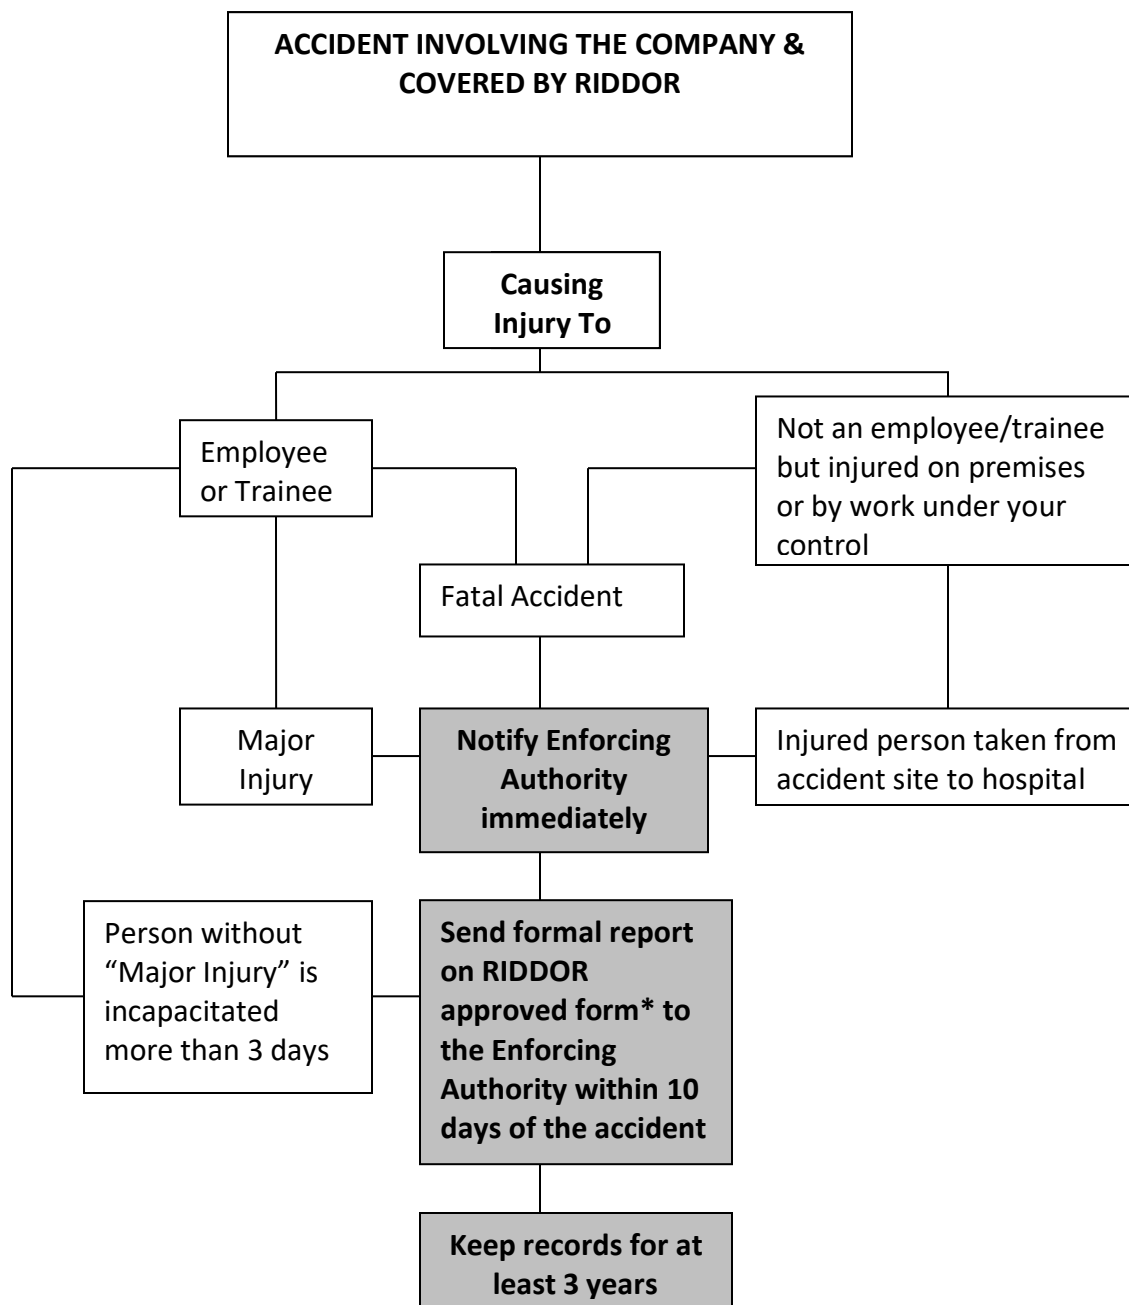 ACCIDENT INVOLVING THE COMPANY &
COVERED BY RIDDOR
Causing
Injury To
Employee
or Trainee
Not an employee/trainee
but injured on premises
or by work under your
control
Fatal Accident
Major
Injury
Notify Enforcing
Authority
immediately
Injured person taken from
accident site to hospital
Person without
“Major Injury” is
incapacitated
more than 3 days
Send formal report
on RIDDOR
approved form* to
the Enforcing
Authority within 10
days of the accident
Keep records for at
least 3 years